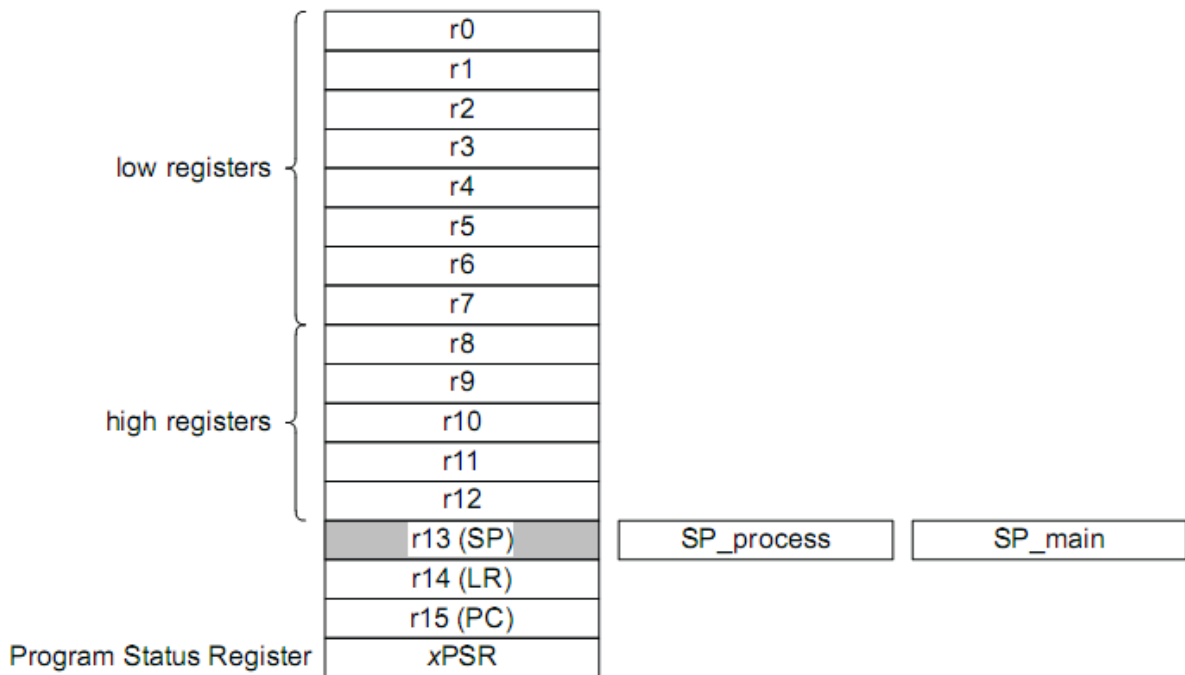 r0
r1
r2
low registers
r3
r4
r5
r6
r7
r8
r9
high registers
r10
r11
r12
r13 (SP) SP_process SP_main
r14 (LR)
r15 (PC)
Program Status Register xPSR